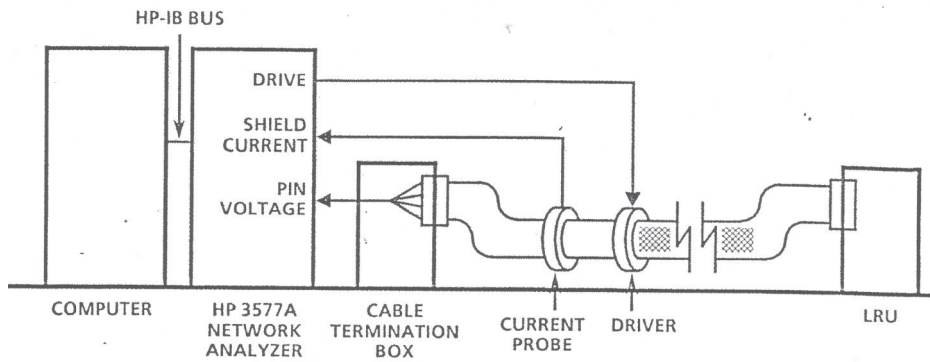 HP-IB BUS
DRIVE
SHIELD
CURRENT
PIN
VOLTAGE
COMPUTER
HP 3577A
NETWORK
ANALYZER
CABLE
TERMINATION
BOX
CURRENT
PROBE
DRIVER
LRU